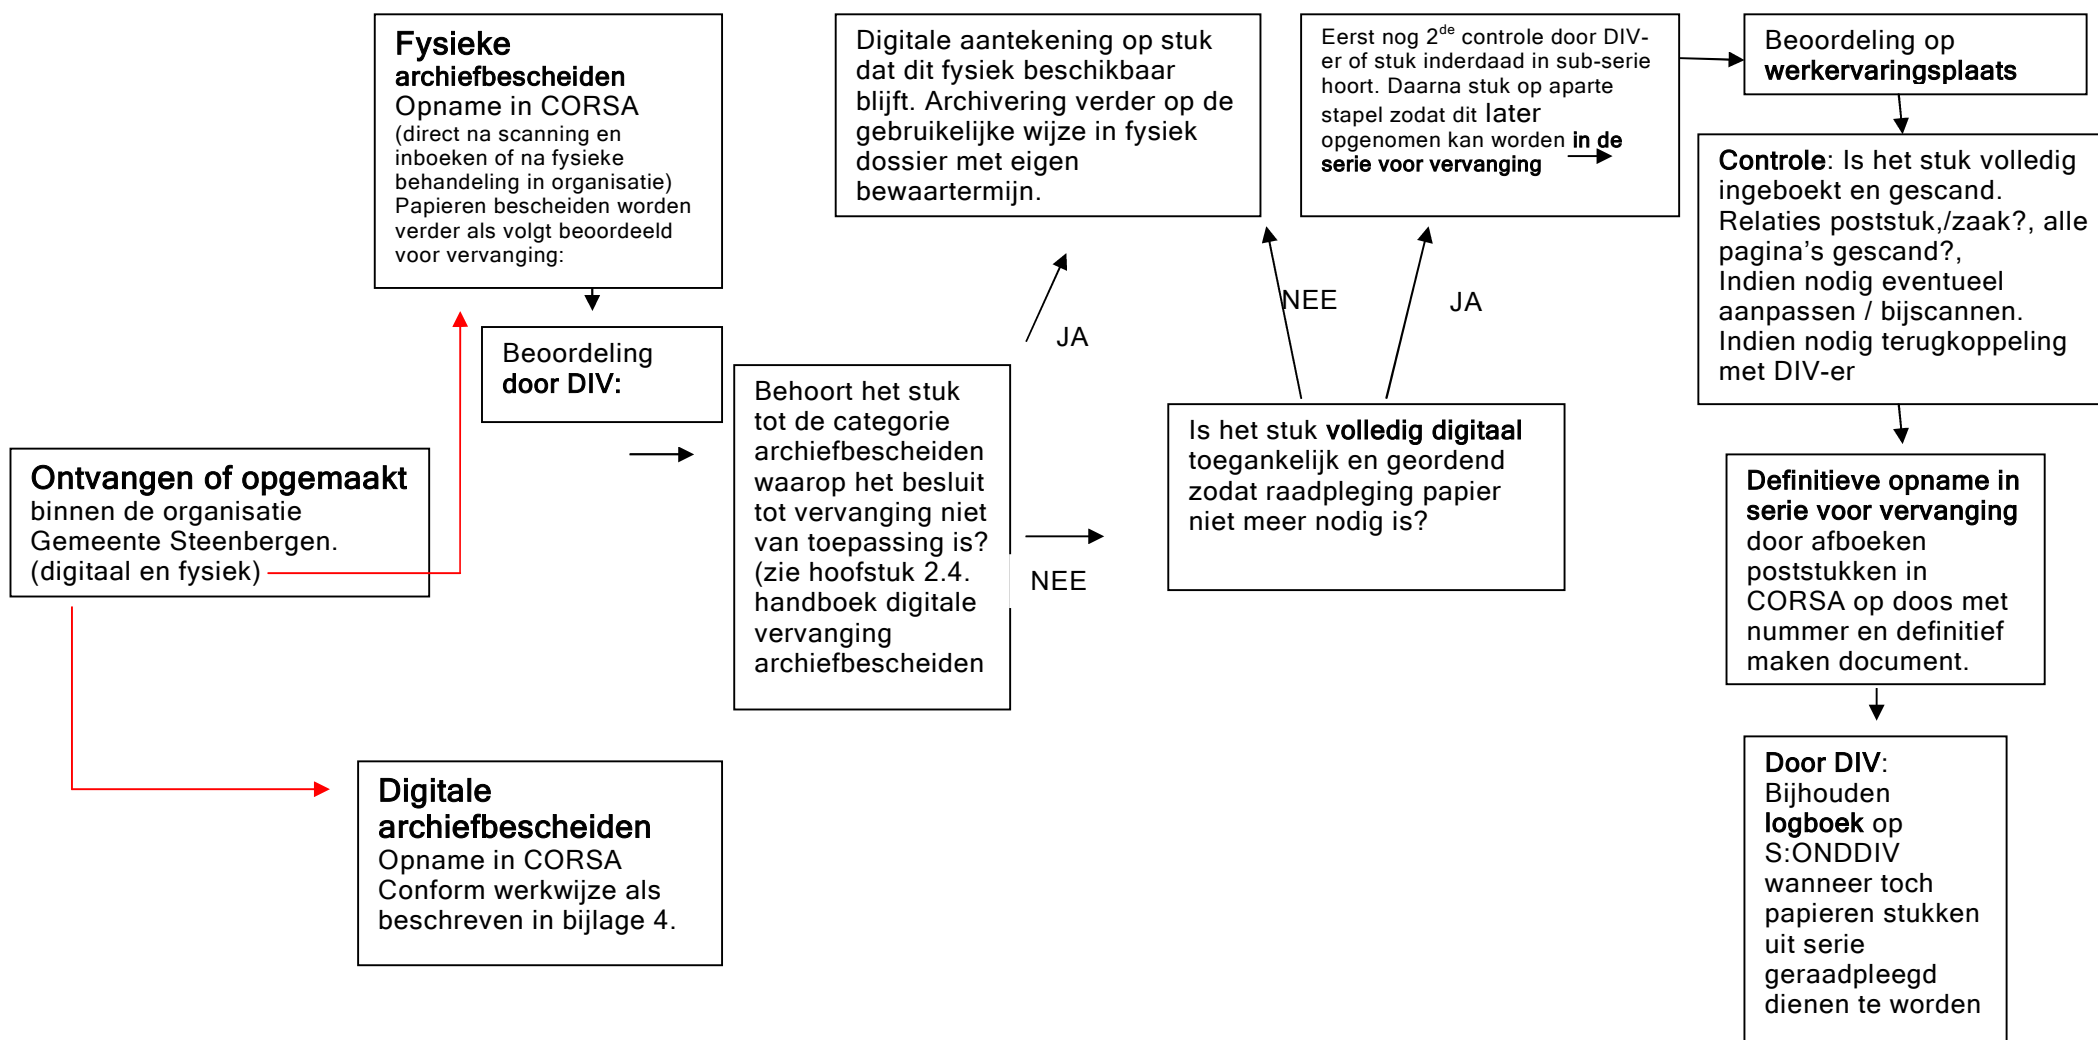 Fysieke
archiefbescheiden
Opname in CORSA
(direct na scanning en
inboeken of na fysieke
behandeling in organisatie)
Papieren bescheiden worden
verder als volgt beoordeeld
voor vervanging:
Digitale aantekening op stuk
dat dit fysiek beschikbaar
blijft. Archivering verder op de
gebruikelijke wijze in fysiek
dossier met eigen
bewaartermijn.
Eerst nog 2de controle door DIV-
er of stuk inderdaad in sub-serie
hoort. Daarna stuk op aparte
stapel zodat dit later
opgenomen kan worden in de
serie voor vervanging
Beoordeling op
werkervaringsplaats
Controle: Is het stuk volledig
ingeboekt en gescand.
Relaties poststuk,/zaak?, alle
pagina's gescand?,
Indien nodig eventueel
aanpassen / bijscannen.
Indien nodig terugkoppeling
met DIV-er
JA
NEE
JA
Beoordeling
door DIV:
Behoort het stuk
tot de categorie
archiefbescheiden
waarop het besluit
tot vervanging niet
van toepassing is?
(zie hoofstuk 2.4.
handboek digitale
vervanging
archiefbescheiden
NEE
Is het stuk volledig digitaal
toegankelijk en geordend
zodat raadpleging papier
niet meer nodig is?
Ontvangen of opgemaakt
binnen de organisatie
Gemeente Steenbergen.
(digitaal en fysiek)
Definitieve opname in
serie voor vervanging
door afboeken
poststukken in
CORSA op doos met
nummer en definitief
maken document.
Digitale
archiefbescheiden
Opname in CORSA
Conform werkwijze als
beschreven in bijlage 4.
Door DIV:
Bijhouden
logboek op
S:ONDDIV
wanneer toch
papieren stukken
uit serie
geraadpleegd
dienen te worden